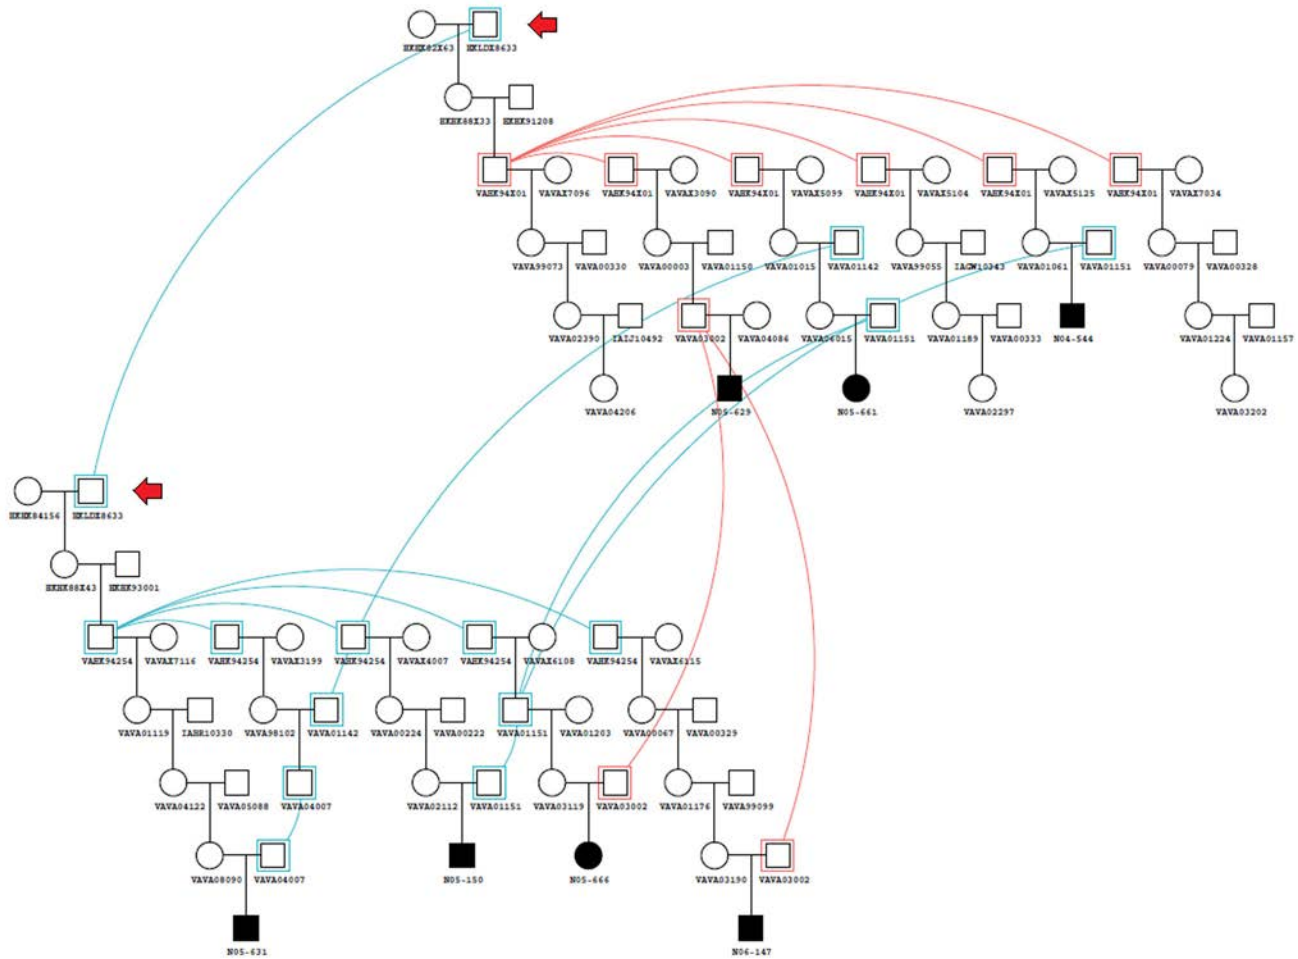 HKHK82X63 HKLDX8633
HKHK88X33 HKHK91208
VAHK94X01 VAVAX7096 VAHK94X01 VAVAX3090 VAHK94X01 VAVAX5099 VAHK94X01 VAVAX5104 VAHK94X01 VAVAX5125 VAHK94X01 VAVAX7034
VAVA99073 VAVA00330 VAVA00003 VAVA01150 VAVA01015 VAVA01142 VAVA99055 IAGW10343 VAVA01061 VAVA01151 VAVA00079 VAVA00328
VAVA02390 IAIJ10492 VAVA03002 VAVA04086 VAVA06015 VAVA01151 VAVA01189 VAVA00333 N04-544 VAVA01224 VAVA01157
VAVA04206 N05-629 N05-661 VAVA02297 VAVA03202
HKHK84156 HKLDX8633
HKHK88X43 HKHK93001
VAHK94254 VAVAX7116 VAHK94254 VAVAX3199 VAHK94254 VAVAX4007 VAHK94254 VAVAX6108 VAHK94254 VAVAX6115
VAVA01119 IAHR10330 VAVA98102 VAVA01142 VAVA00224 VAVA00222 VAVA01151 VAVA01203 VAVA00067 VAVA00329
VAVA04122 VAVA05088 VAVA04007 VAVA02112 VAVA01151 VAVA03119 VAVA03002 VAVA01176 VAVA99099
VAVA08090 VAVA04007 N05-150 N05-666 VAVA03190 VAVA03002
N05-631 N06-147